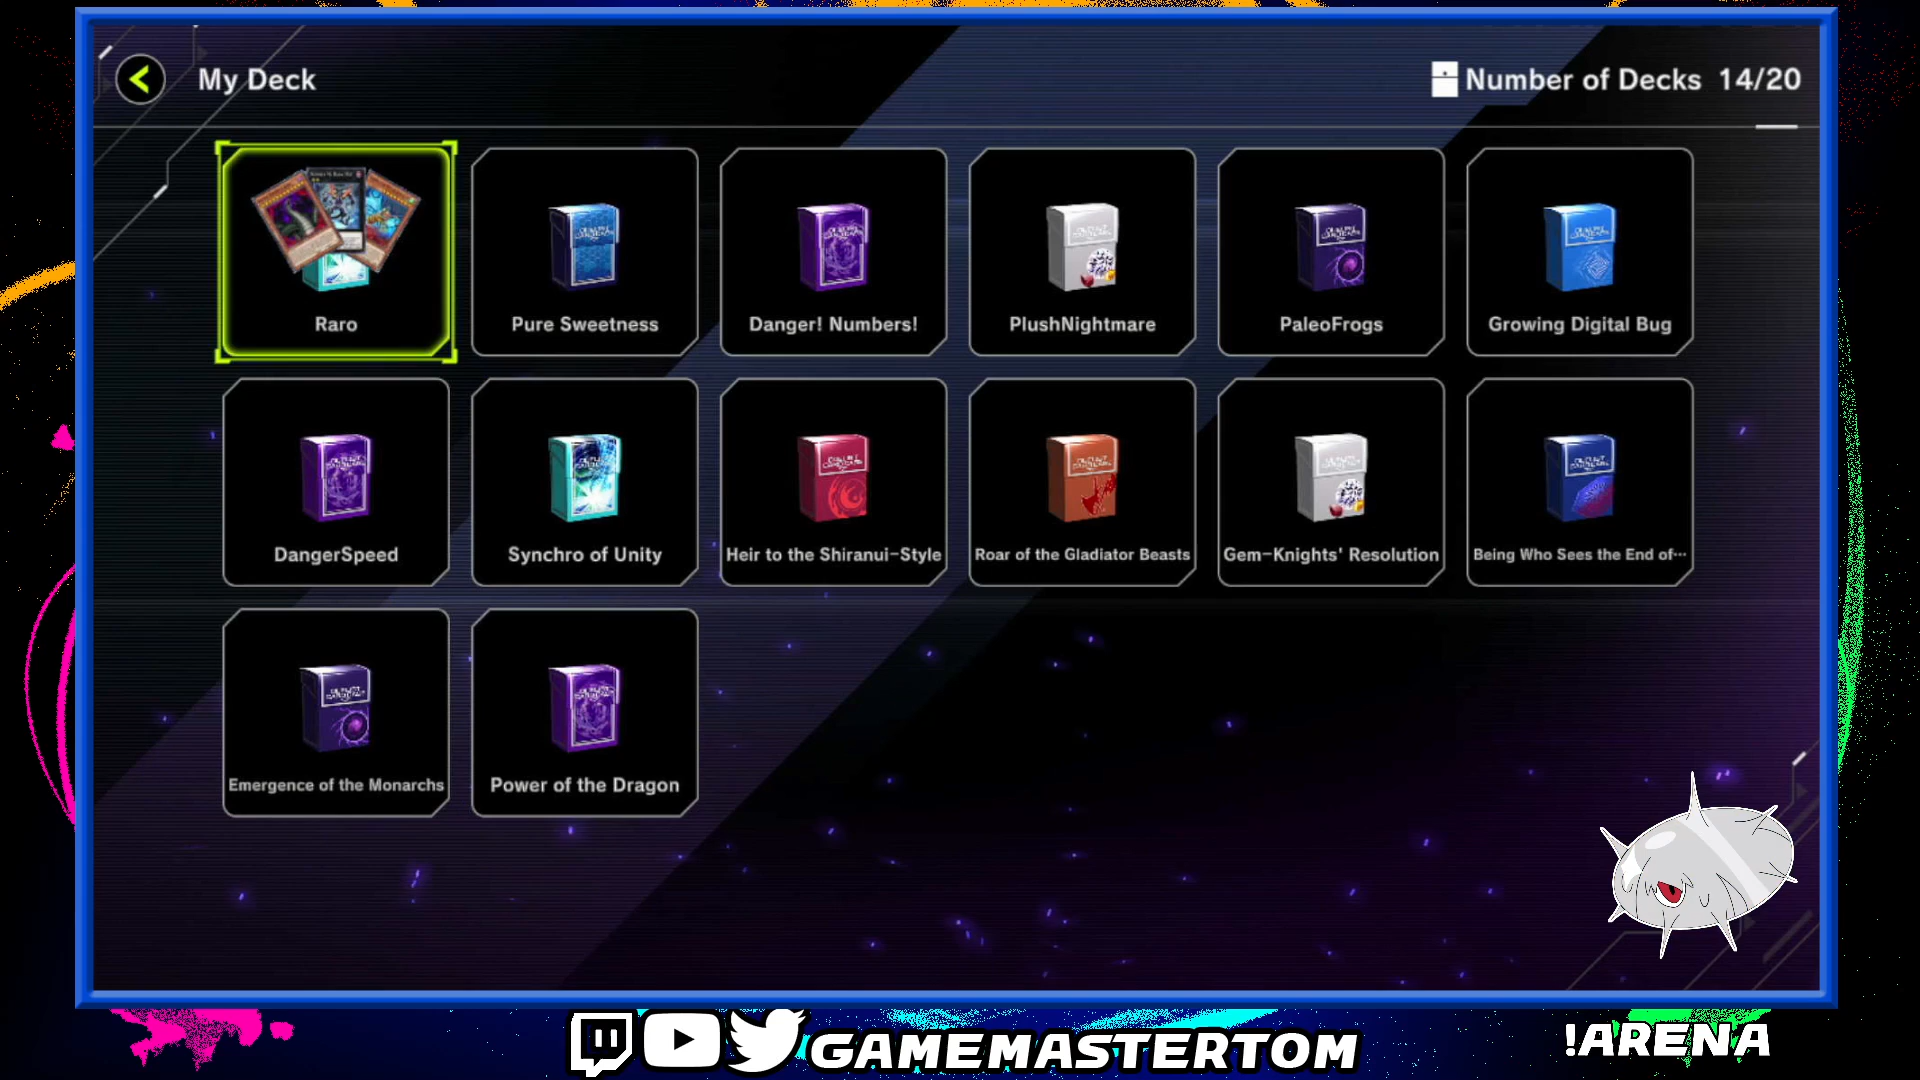 My Deck
Number of Decks 14/20
Raro
Pure Sweetness
Danger! Numbers!
PlushNightmare
PaleoFrogs
Growing Digital Bug
DangerSpeed
Synchro of Unity
Heir to the Shiranui-Style
Roar of the Gladiator Beasts
Gem-Knights' Resolution
Being Who Sees the End of…
Emergence of the Monarchs
Power of the Dragon
GAMEMASTERTOM
!ARENA